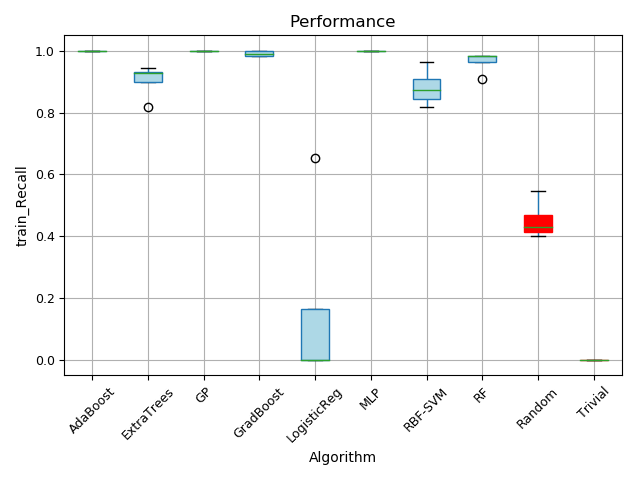 Performance
train_Recall
1.0
0.8
0.6
0.4
0.2
0.0
AdaBoost
ExtraTrees
GP
GradBoost
LogisticReg
MLP
RBF-SVM
RF
Random
Trivial
Algorithm